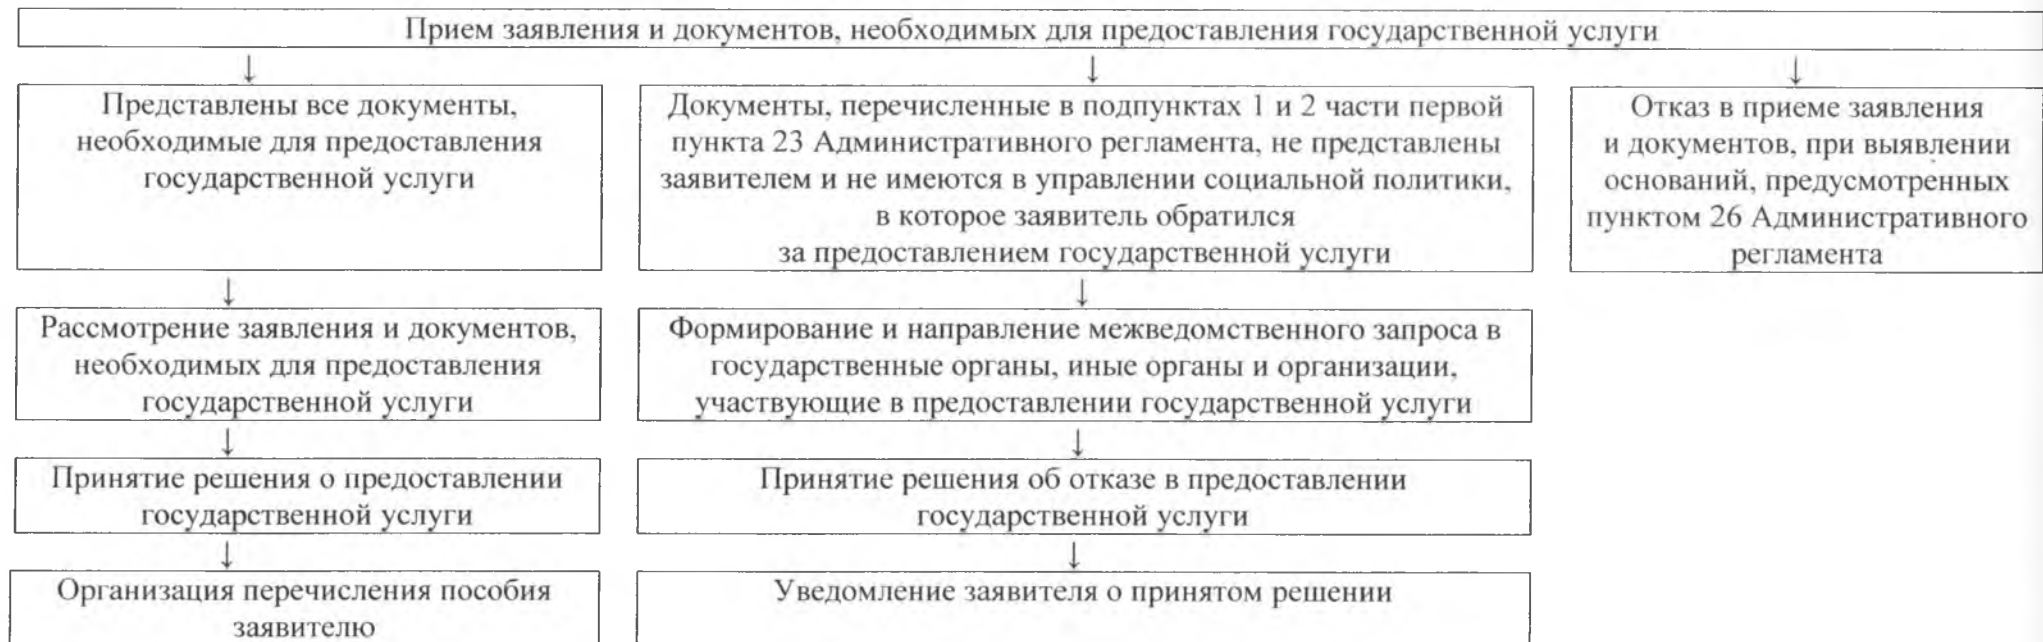 Прием заявления и документов, необходимых для предоставления государственной услуги
↓ ↓ ↓
Представлены все документы,
необходимые для предоставления
государственной услуги
Документы, перечисленные в подпунктах 1 и 2 части первой
пункта 23 Административного регламента, не представлены
заявителем и не имеются в управлении социальной политики,
в которое заявитель обратился
за предоставлением государственной услуги
Отказ в приеме заявления
и документов, при выявлении
оснований, предусмотренных
пунктом 26 Административного
регламента
↓ ↓
Рассмотрение заявления и документов,
необходимых для предоставления
государственной услуги
Формирование и направление межведомственного запроса в
государственные органы, иные органы и организации,
участвующие в предоставлении государственной услуги
↓ ↓
Принятие решения о предоставлении
государственной услуги
Принятие решения об отказе в предоставлении
государственной услуги
↓ ↓
Организация перечисления пособия
заявителю
Уведомление заявителя о принятом решении